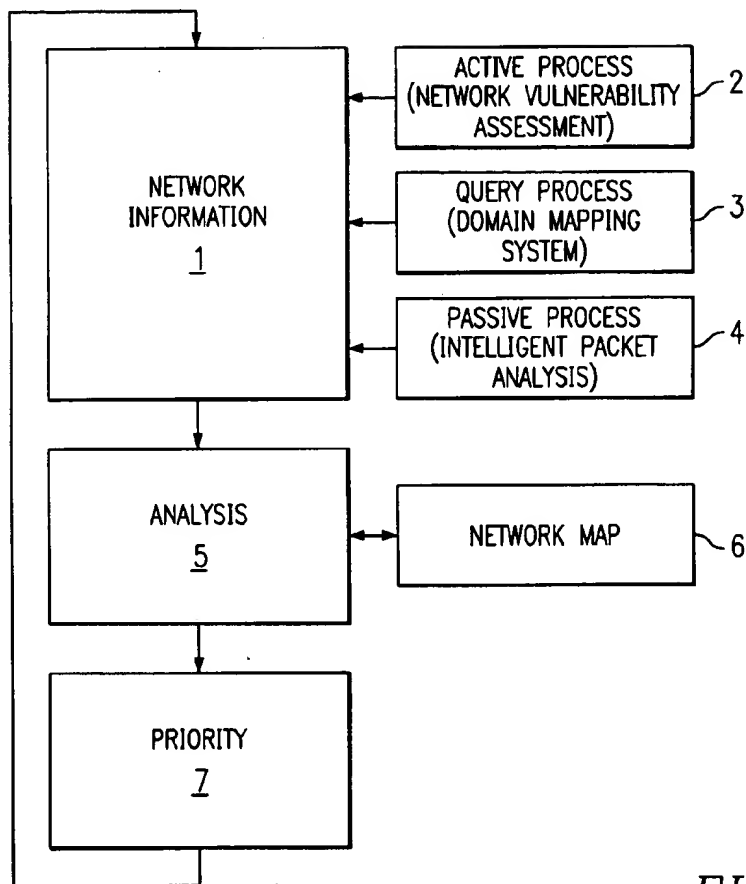 NETWORK
INFORMATION
1
ACTIVE PROCESS
(NETWORK VULNERABILITY
ASSESSMENT)
2
QUERY PROCESS
(DOMAIN MAPPING
SYSTEM)
3
PASSIVE PROCESS
(INTELLIGENT PACKET
ANALYSIS)
4
ANALYSIS
5
NETWORK MAP
6
PRIORITY
7